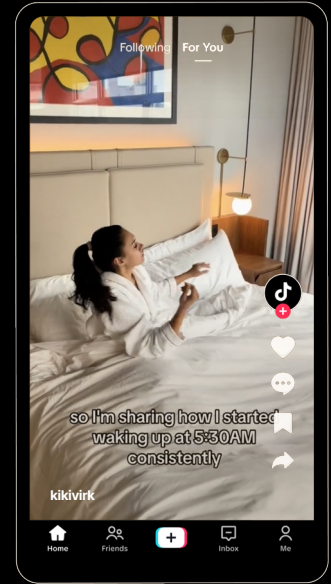 Following For You
so I'm sharing how I started
waking up at 5:30AM
consistently
kikivirk
Home Friends Inbox Me